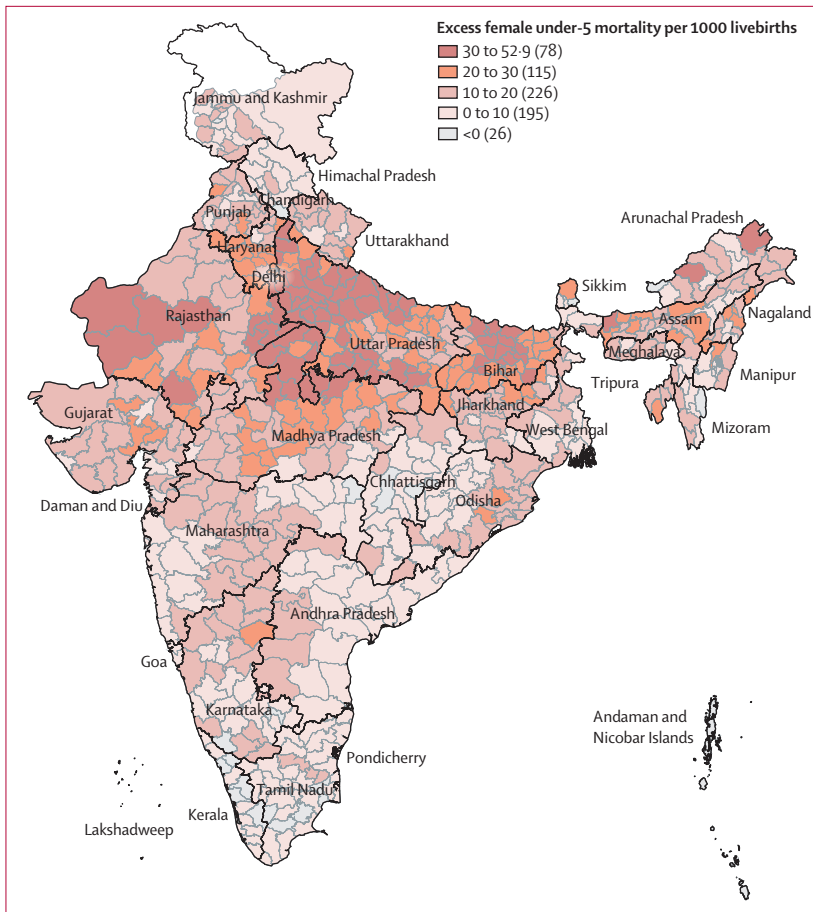 Excess female under-5 mortality per 1000 livebirths
30 to 52·9 (78)
20 to 30 (115)
10 to 20 (226)
0 to 10 (195)
<0 (26)
Jammu and Kashmir
Himachal Pradesh
Chandigarh
Punjab
Uttarakhand
Arunachal Pradesh
Haryana
Delhi
Sikkim
Rajasthan
Assam
Nagaland
Uttar Pradesh
Bihar
Meghalaya
Manipur
Tripura
Gujarat
Jharkhand
Mizoram
Madhya Pradesh
West Bengal
Chhattisgarh
Odisha
Daman and Diu
Maharashtra
Andhra Pradesh
Goa
Karnataka
Andaman and
Nicobar Islands
Pondicherry
Tamil Nadu
Kerala
Lakshadweep